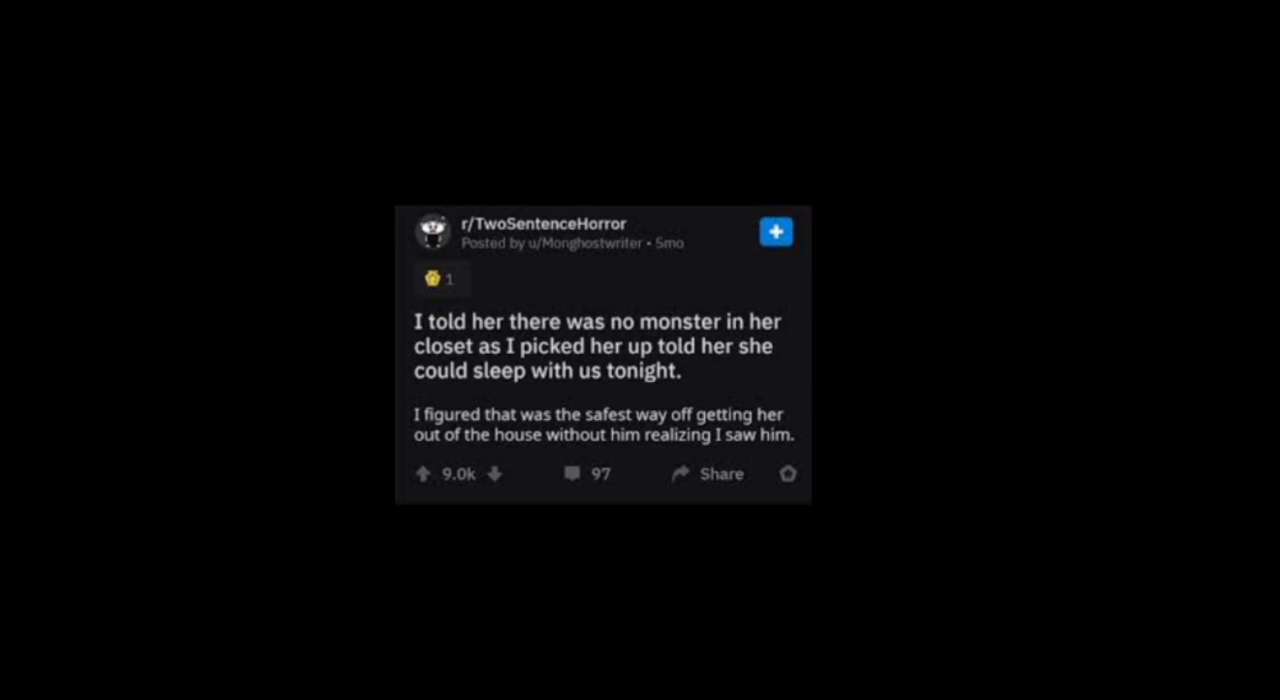 r/TwoSentenceHorror
Posted by u/Monghostwriter • 5mo
1
I told her there was no monster in her
closet as I picked her up told her she
could sleep with us tonight.
I figured that was the safest way off getting her
out of the house without him realizing I saw him.
9.0k 97 Share